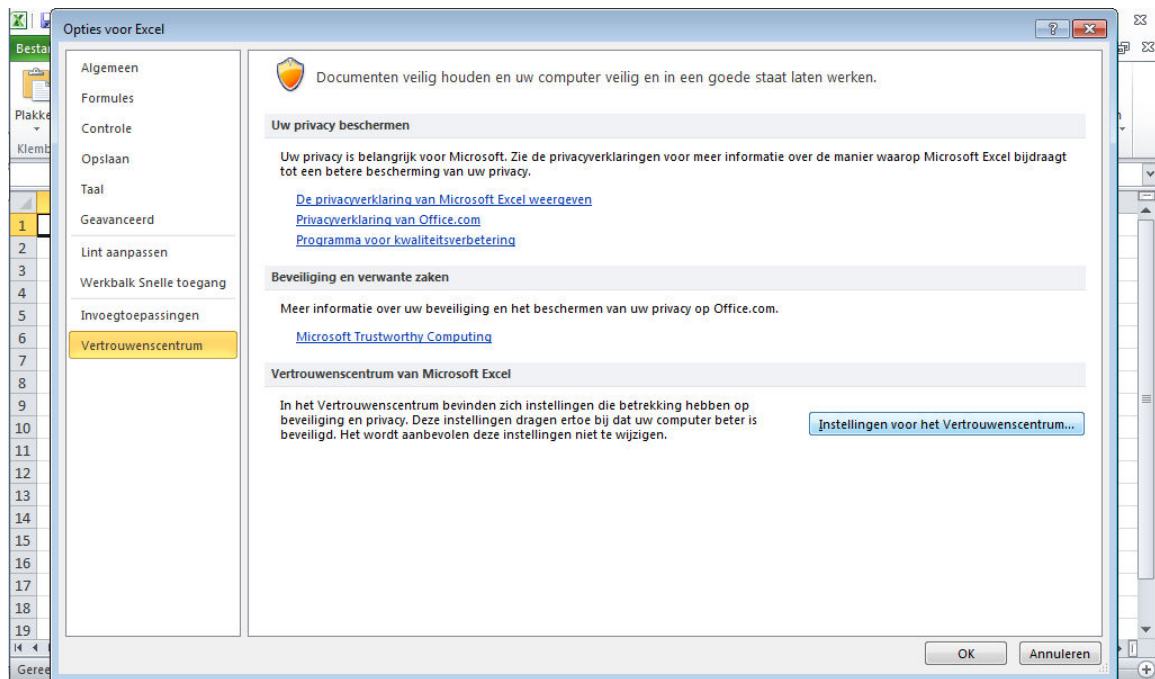 Opties voor Excel
Besta
Plakke
Klemb
1
2
3
4
5
6
7
8
9
10
11
12
13
14
15
16
17
18
19
Geree
Algemeen
Formules
Controle
Opslaan
Taal
Geavanceerd
Lint aanpassen
Werkbalk Snelle toegang
Invoegtoepassingen
Vertrouwenscentrum
Documenten veilig houden en uw computer veilig en in een goede staat laten werken.
Uw privacy beschermen
Uw privacy is belangrijk voor Microsoft. Zie de privacyverklaringen voor meer informatie over de manier waarop Microsoft Excel bijdraagt
tot een betere bescherming van uw privacy.
De privacyverklaring van Microsoft Excel weergeven
Privacyverklaring van Office.com
Programma voor kwaliteitsverbetering
Beveiliging en verwante zaken
Meer informatie over uw beveiliging en het beschermen van uw privacy op Office.com.
Microsoft Trustworthy Computing
Vertrouwenscentrum van Microsoft Excel
In het Vertrouwenscentrum bevinden zich instellingen die betrekking hebben op
beveiliging en privacy. Deze instellingen dragen ertoe bij dat uw computer beter is
beveiligd. Het wordt aanbevolen deze instellingen niet te wijzigen.
Instellingen voor het Vertrouwenscentrum...
OK
Annuleren